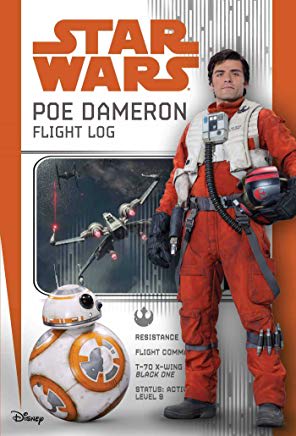 STAR
WARS
POE DAMERON
FLIGHT LOG
RESISTANCE
FLIGHT COMM
T-70 X-WING
BLACK ONE
STATUS: ACTI
LEVEL 9
Disney